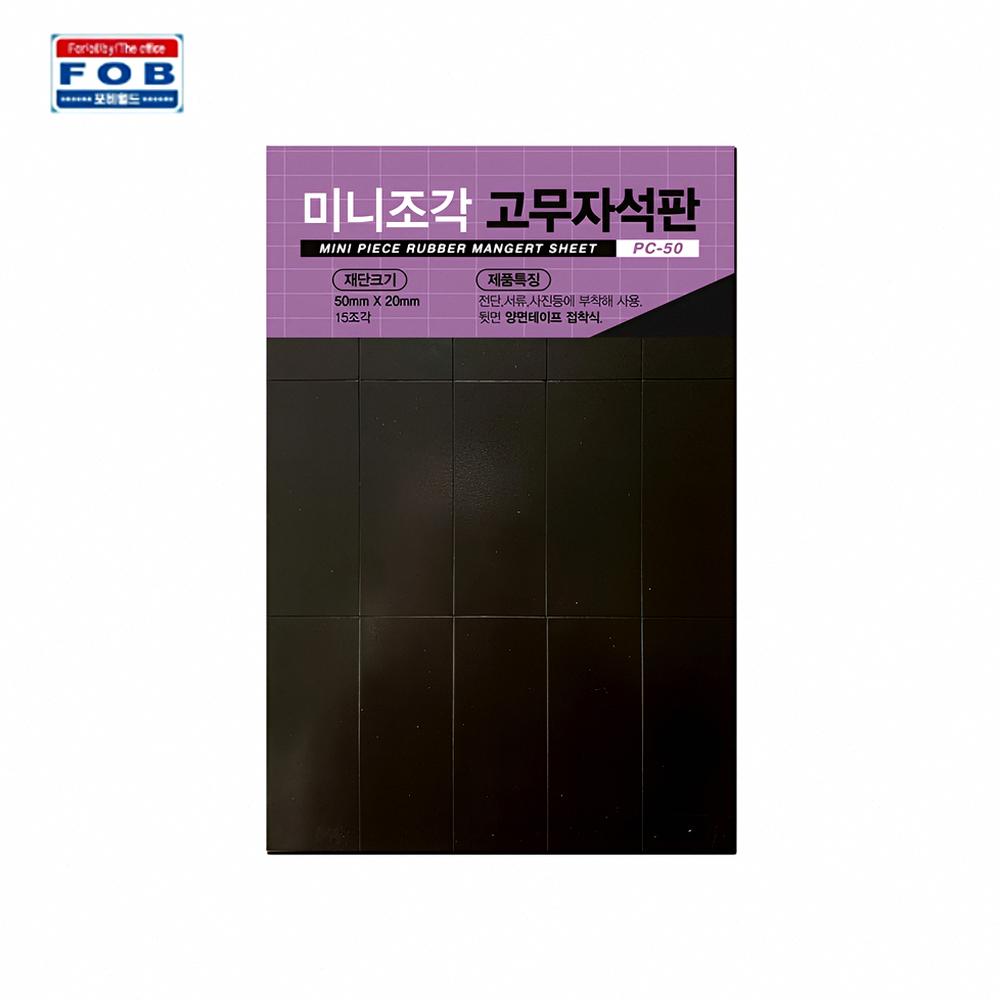 FOB
포비월드
미니조각 고무자석판
MINI PIECE RUBBER MANGERT SHEET PC-50
재단크기
50mm X 20mm
15조각
제품특징
전단.서류.사진등에 부착해 사용.
뒷면 양면테이프 접착식.